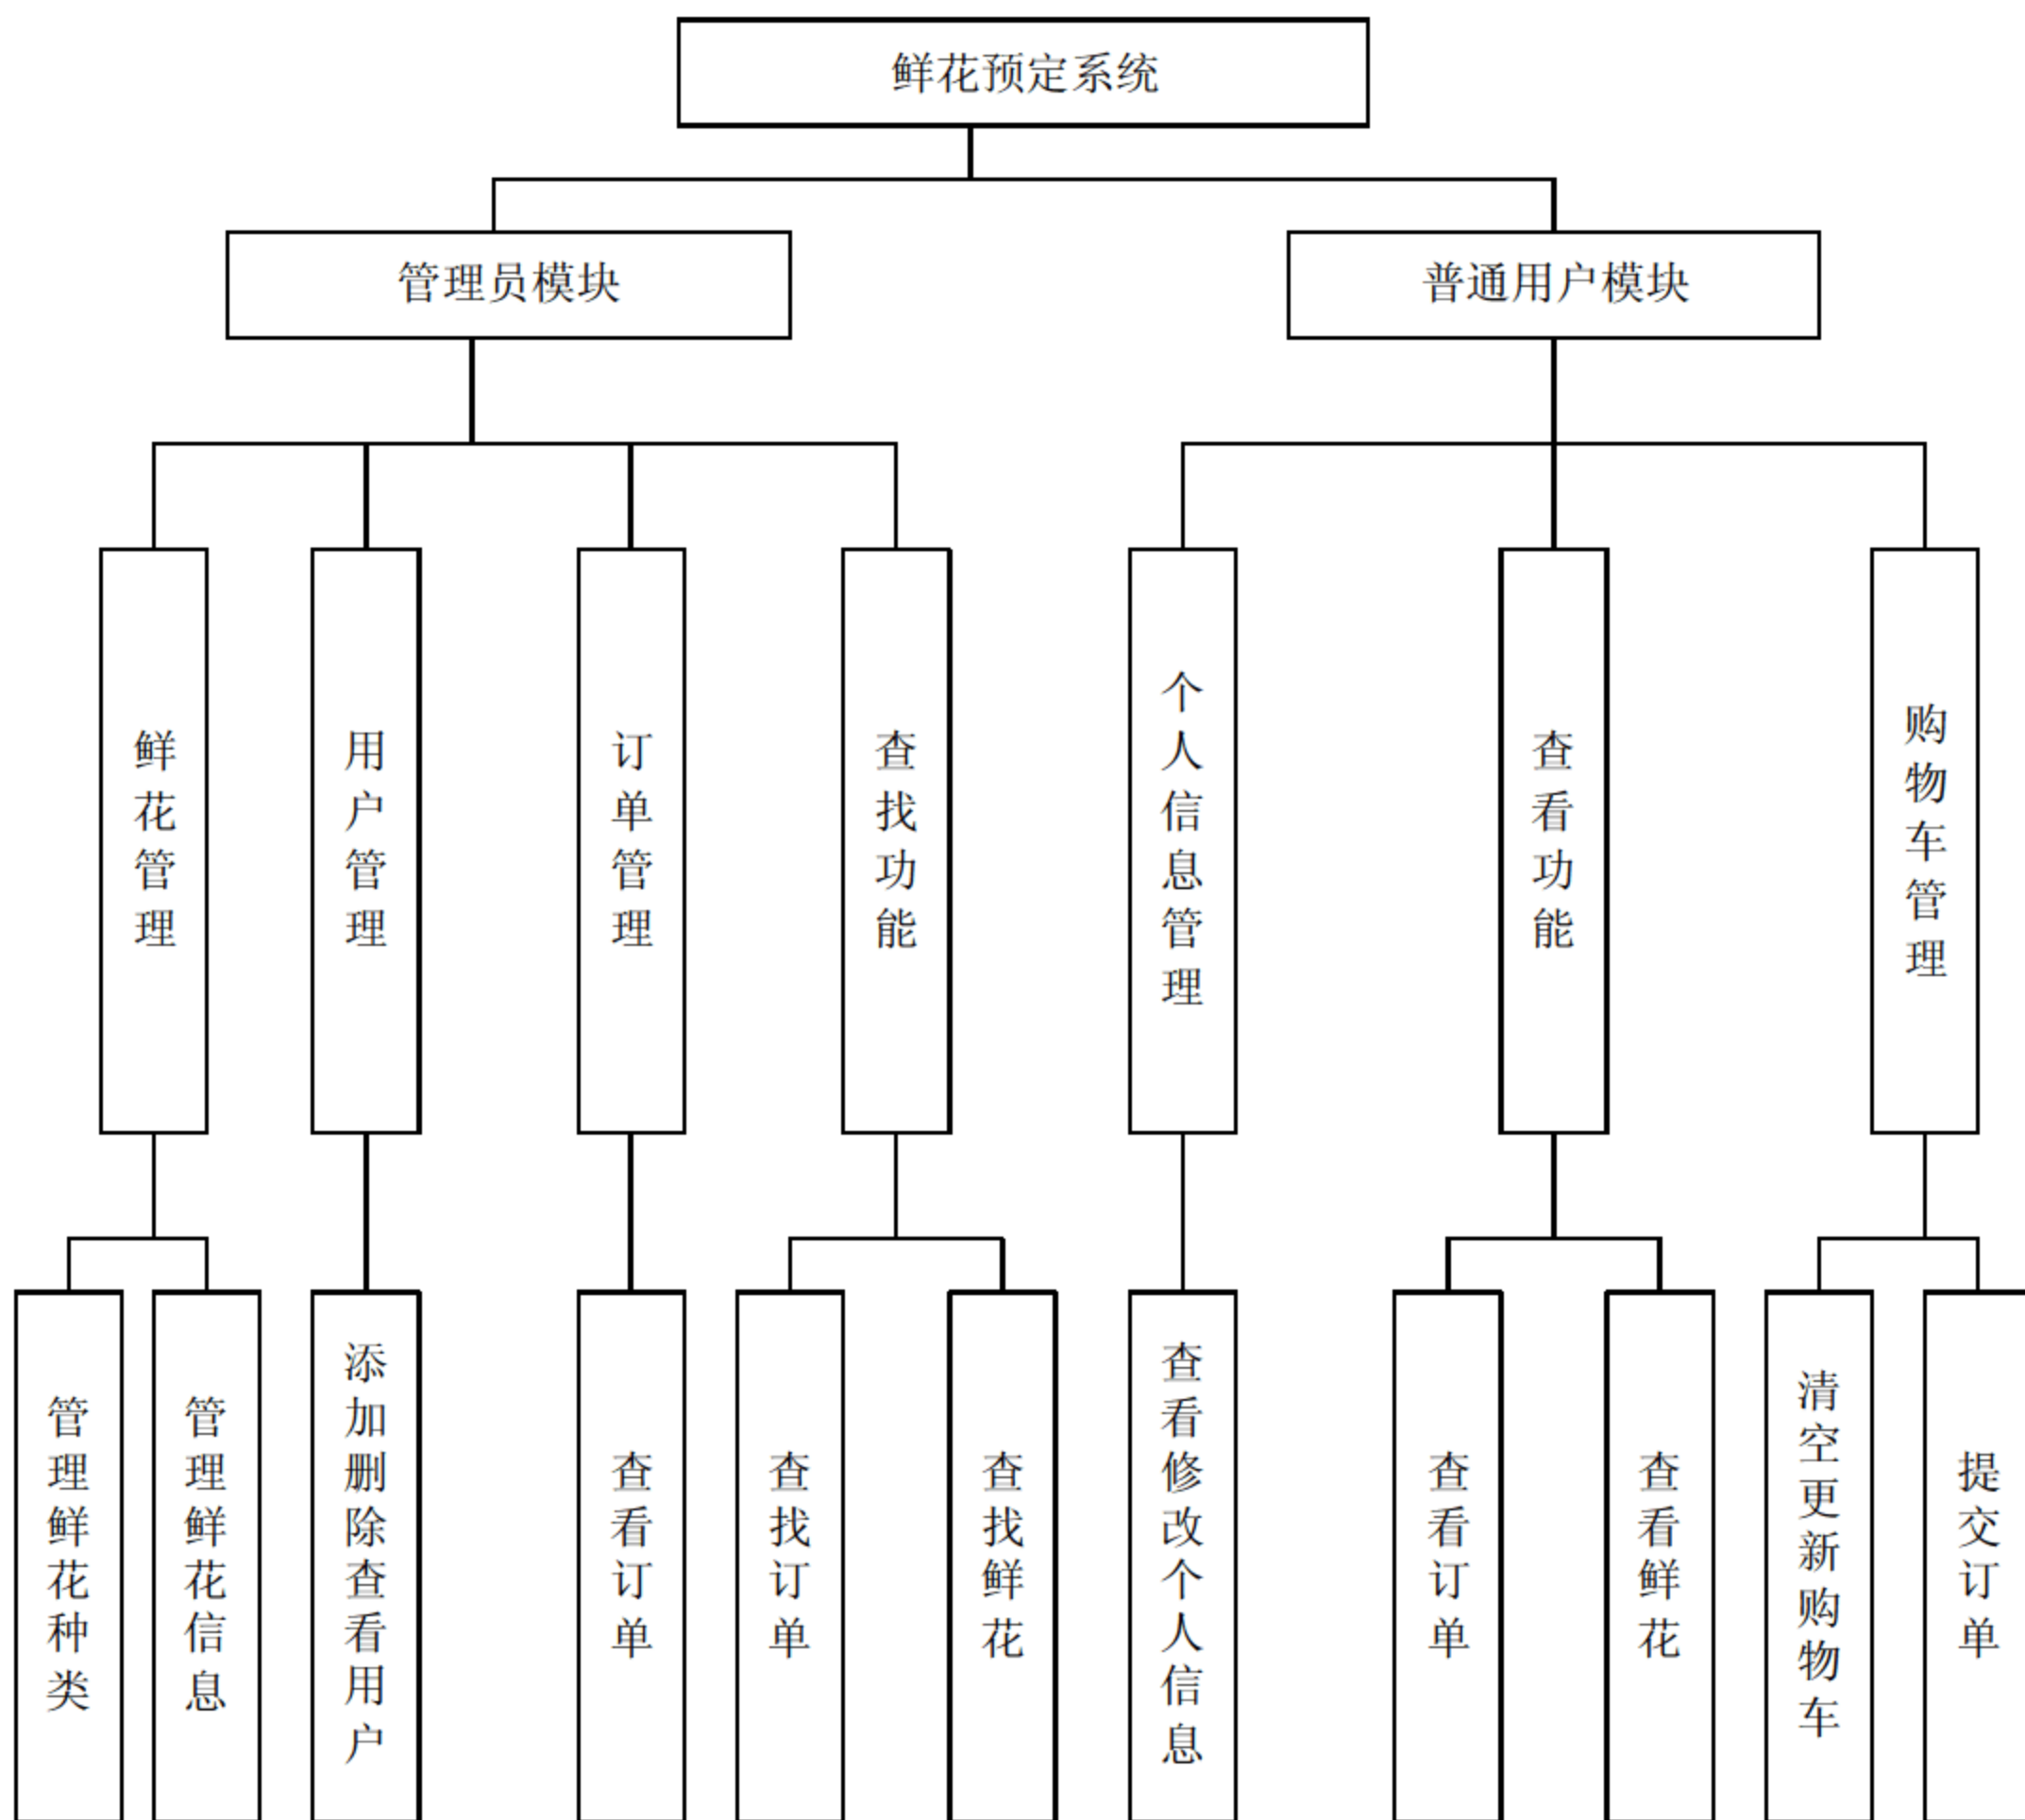 鲜花预定系统
管理员模块
普通用户模块
鲜花管理
用户管理
订单管理
查找功能
个人信息管理
查看功能
购物车管理
管理鲜花种类
管理鲜花信息
添加删除查看用户
查看订单
查找订单
查找鲜花
查看修改个人信息
查看订单
查看鲜花
清空更新购物车
提交订单